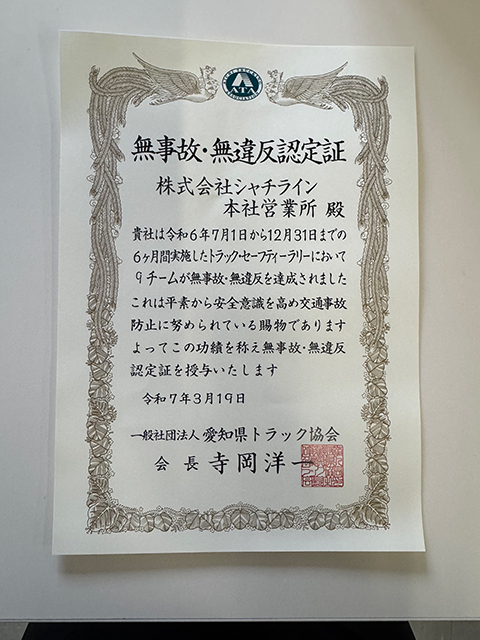 ATA
無事故・無違反認定証
株式会社シャチライン
本社営業所 殿
貴社は令和6年7月1日から12月31日までの
6ヶ月間実施したトラック・セーフティーラリーにおいて
9チームが無事故・無違反を達成されました
これは平素から安全意識を高め交通事故
防止に努められている賜物であります
よってこの功績を称え無事故・無違反
認定証を授与いたします
令和7年3月19日
一般社団法人 愛知県トラック協会
会長 寺岡洋一